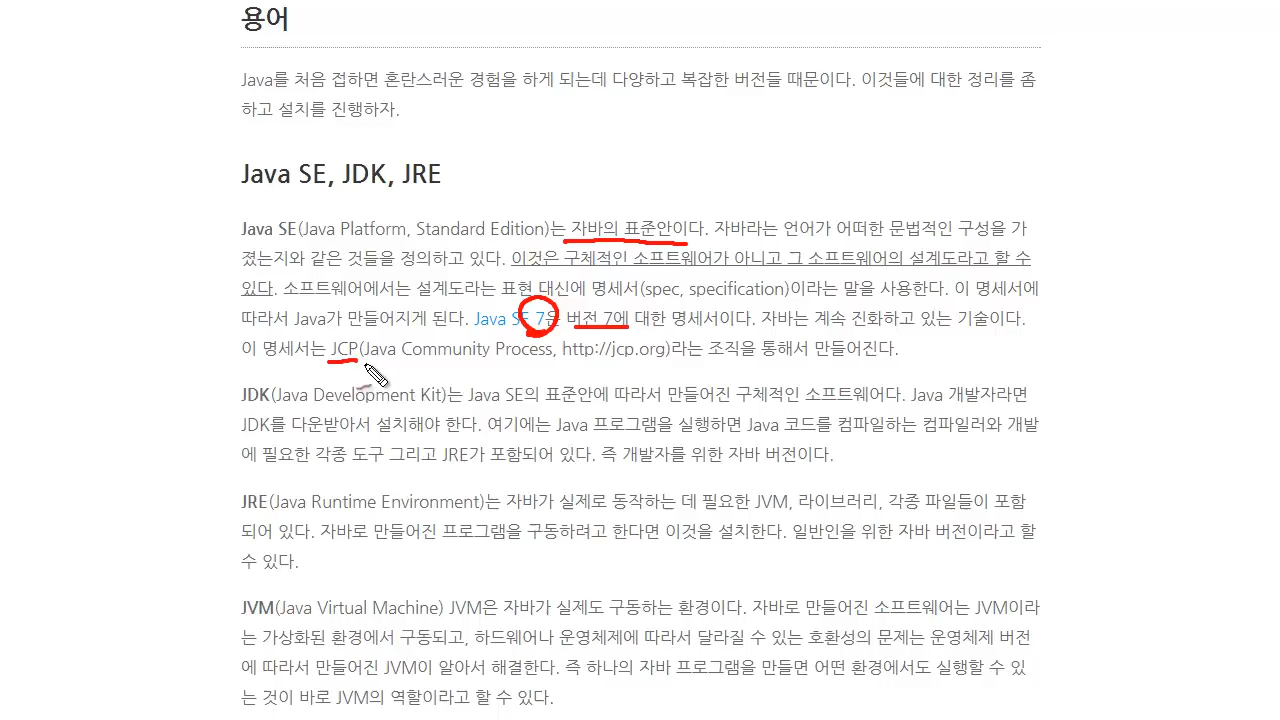 용어
Java를 처음 접하면 혼란스러운 경험을 하게 되는데 다양하고 복잡한 버전들 때문이다. 이것들에 대한 정리를 좀
하고 설치를 진행하자.
Java SE, JDK, JRE
Java SE(Java Platform, Standard Edition)는 자바의 표준안이다. 자바라는 언어가 어떠한 문법적인 구성을 가
졌는지와 같은 것들을 정의하고 있다. 이것은 구체적인 소프트웨어가 아니고 그 소프트웨어의 설계도라고 할 수
있다. 소프트웨어에서는 설계도라는 표현 대신에 명세서(spec, specification)이라는 말을 사용한다. 이 명세서에
따라서 Java가 만들어지게 된다. Java SE 7은 버전 7에 대한 명세서이다. 자바는 계속 진화하고 있는 기술이다.
이 명세서는 JCP(Java Community Process, http://jcp.org)라는 조직을 통해서 만들어진다.
JDK(Java Development Kit)는 Java SE의 표준안에 따라서 만들어진 구체적인 소프트웨어다. Java 개발자라면
JDK를 다운받아서 설치해야 한다. 여기에는 Java 프로그램을 실행하면 Java 코드를 컴파일하는 컴파일러와 개발
에 필요한 각종 도구 그리고 JRE가 포함되어 있다. 즉 개발자를 위한 자바 버전이다.
JRE(Java Runtime Environment)는 자바가 실제로 동작하는 데 필요한 JVM, 라이브러리, 각종 파일들이 포함
되어 있다. 자바로 만들어진 프로그램을 구동하려고 한다면 이것을 설치한다. 일반인을 위한 자바 버전이라고 할
수 있다.
JVM(Java Virtual Machine) JVM은 자바가 실제도 구동하는 환경이다. 자바로 만들어진 소프트웨어는 JVM이라
는 가상화된 환경에서 구동되고, 하드웨어나 운영체제에 따라서 달라질 수 있는 호환성의 문제는 운영체제 버전
에 따라서 만들어진 JVM이 알아서 해결한다. 즉 하나의 자바 프로그램을 만들면 어떤 환경에서도 실행할 수 있
는 것이 바로 JVM의 역할이라고 할 수 있다.